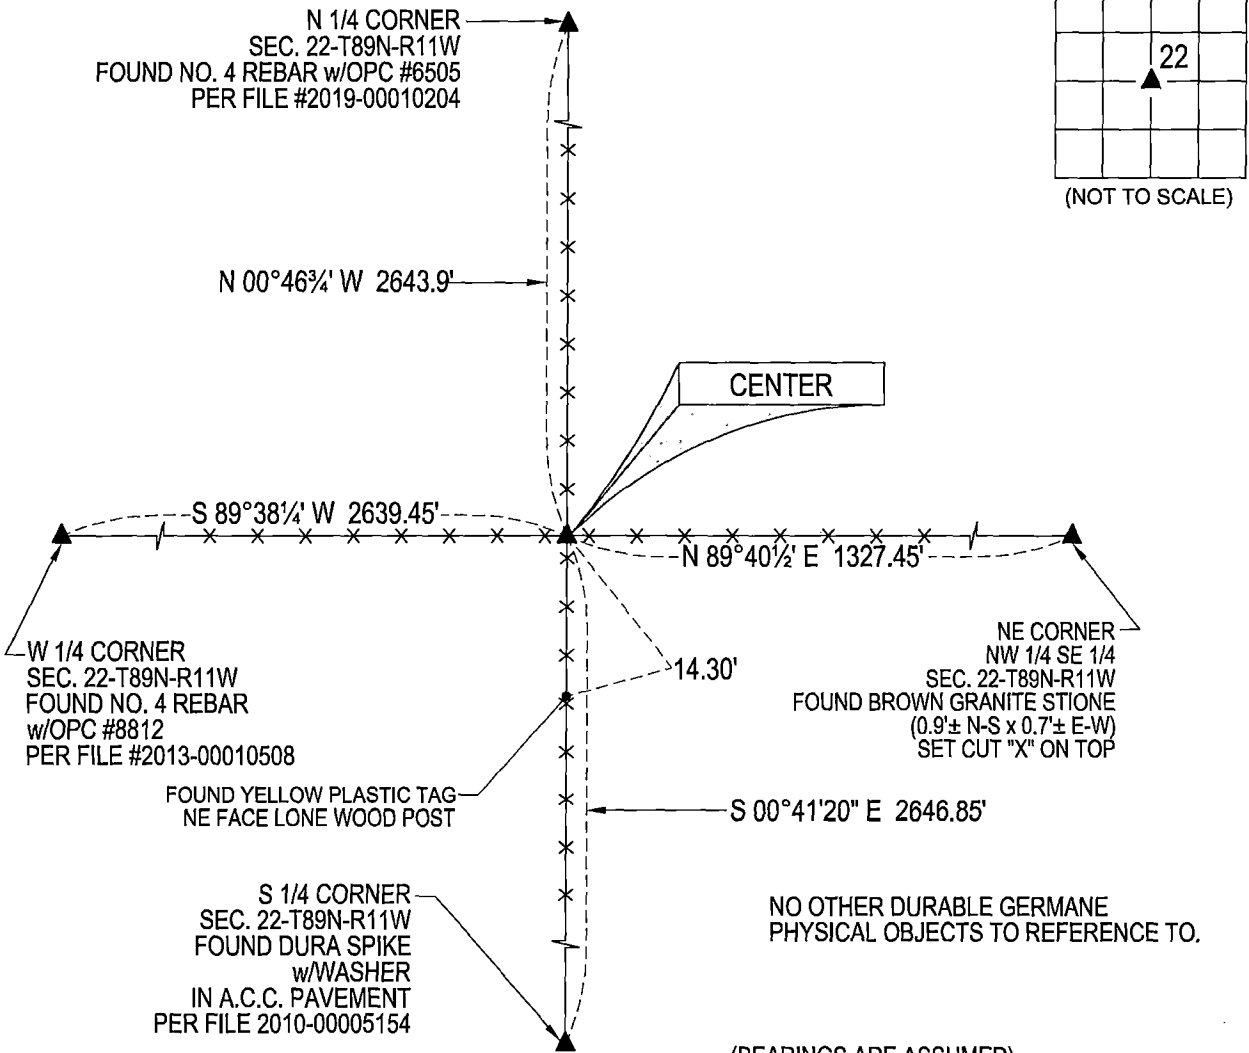 N 1/4 CORNER
SEC. 22-T89N-R11W
FOUND NO. 4 REBAR w/OPC #6505
PER FILE #2019-00010204
22
(NOT TO SCALE)
N 00°46¾' W 2643.9'
CENTER
S 89°38¼' W 2639.45'
N 89°40½' E 1327.45'
W 1/4 CORNER
SEC. 22-T89N-R11W
FOUND NO. 4 REBAR
w/OPC #8812
PER FILE #2013-00010508
14.30'
NE CORNER
NW 1/4 SE 1/4
SEC. 22-T89N-R11W
FOUND BROWN GRANITE STIONE
(0.9'± N-S x 0.7'± E-W)
SET CUT "X" ON TOP
FOUND YELLOW PLASTIC TAG
NE FACE LONE WOOD POST
S 00°41'20" E 2646.85'
S 1/4 CORNER
SEC. 22-T89N-R11W
FOUND DURA SPIKE
w/WASHER
IN A.C.C. PAVEMENT
PER FILE 2010-00005154
NO OTHER DURABLE GERMANE
PHYSICAL OBJECTS TO REFERENCE TO.
(BEARINGS ARE ASSUMED)